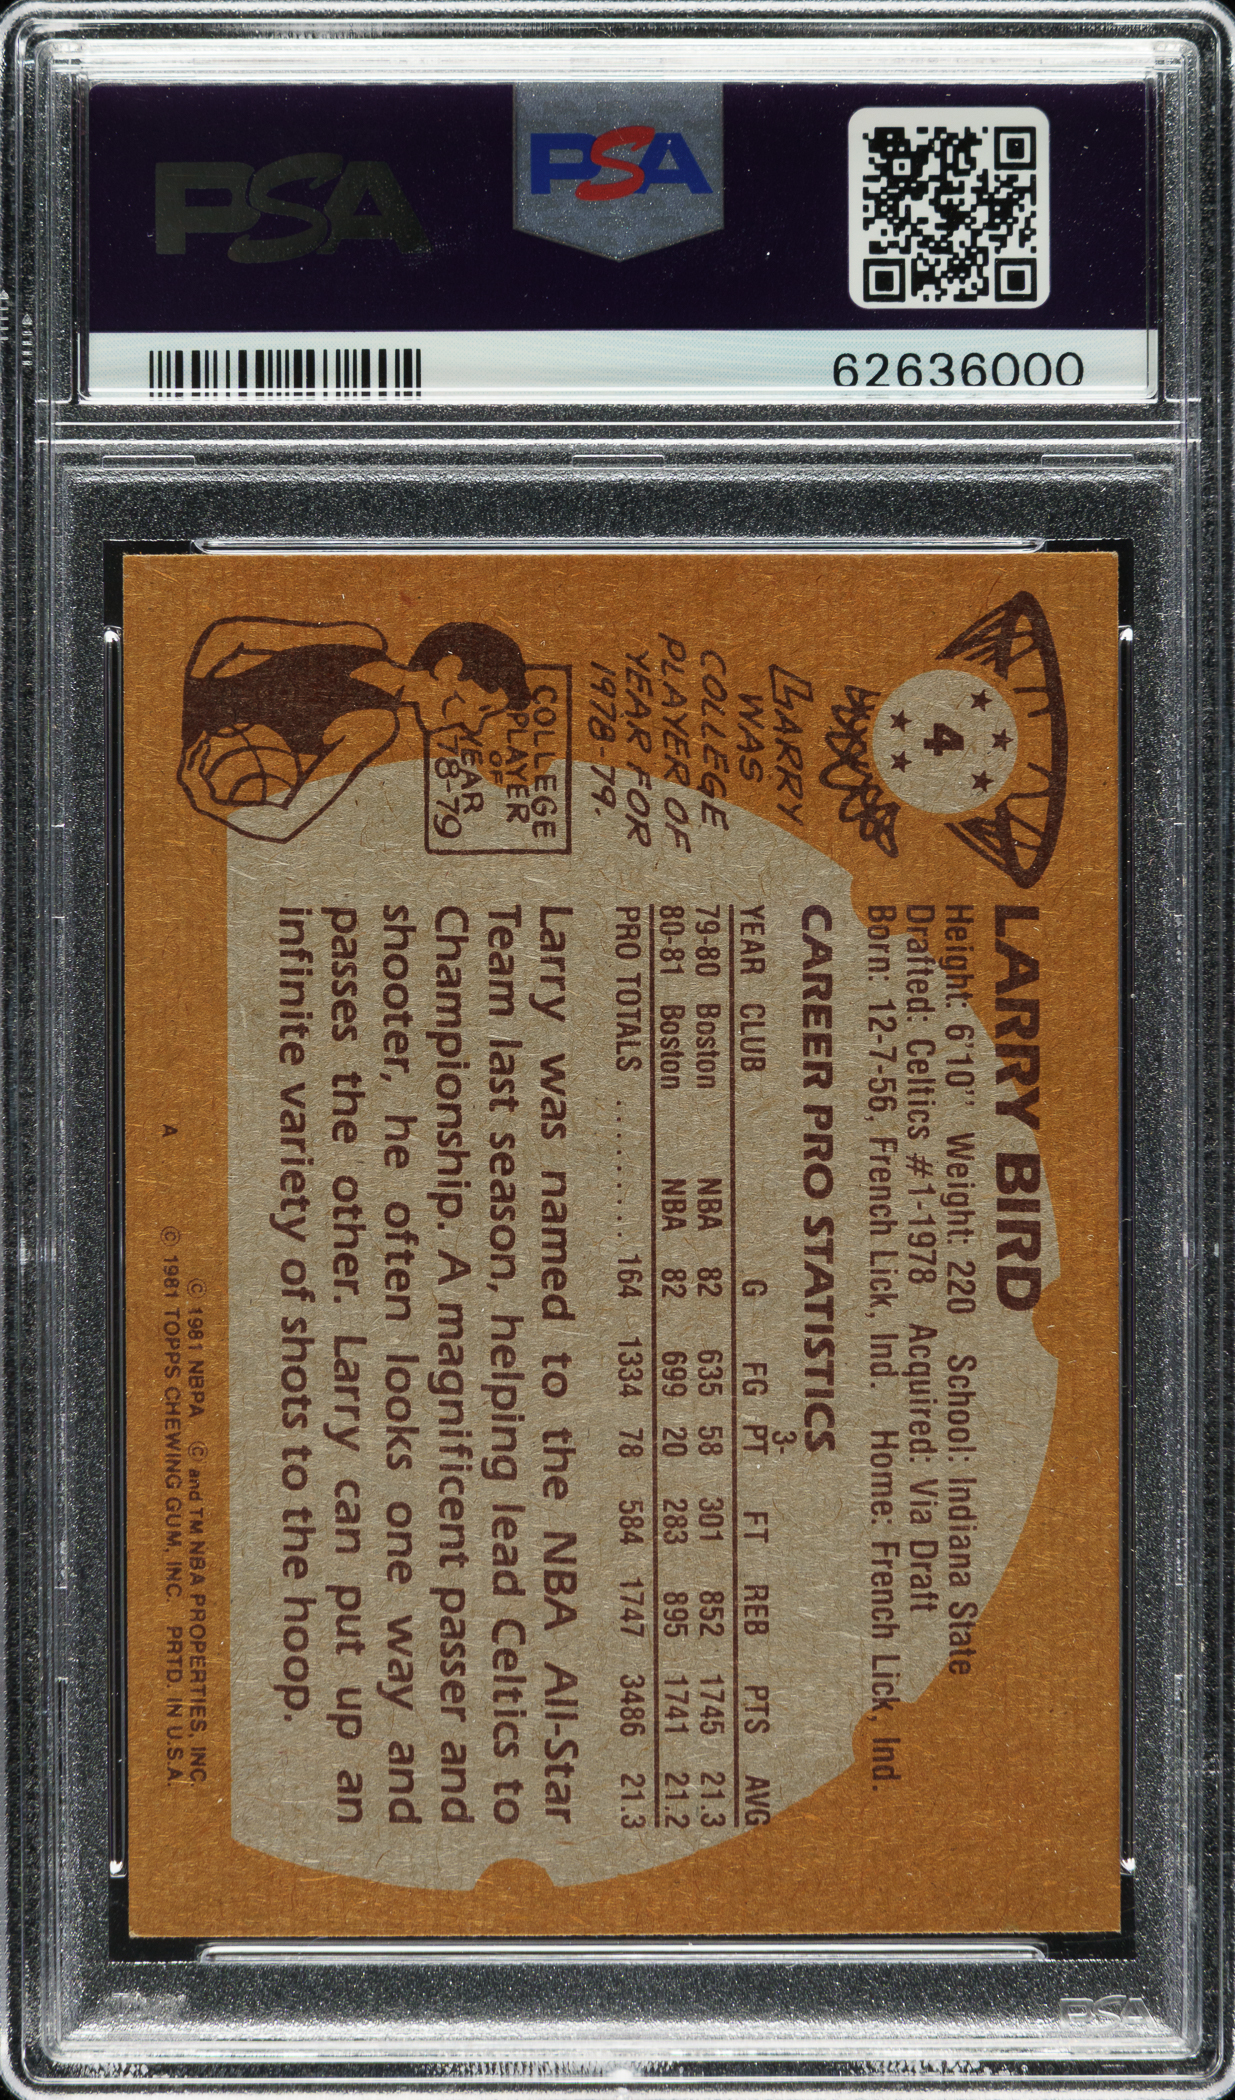 PSA
PSA
62636000
4
LARRY BIRD
Height: 6'10" Weight: 220 School: Indiana State
Drafted: Celtics #1-1978 Acquired: Via Draft
Born: 12-7-56, French Lick, Ind. Home: French Lick, Ind.
CAREER PRO STATISTICS
YEAR CLUB G FG 3-PT FT REB PTS AVG
79-80 Boston NBA 82 635 58 301 852 1745 21.3
80-81 Boston NBA 82 699 20 283 895 1741 21.2
PRO TOTALS ........ 164 1334 78 584 1747 3486 21.3
Larry was named to the NBA All-Star
Team last season, helping lead Celtics to
Championship. A magnificent passer and
shooter, he often looks one way and
passes the other. Larry can put up an
infinite variety of shots to the hoop.
LARRY
WAS
COLLEGE
PLAYER OF
YEAR FOR
1978-79.
COLLEGE
PLAYER
OF
YEAR
78-79
© 1981 NBPA © and TM NBA PROPERTIES, INC.
A © 1981 TOPPS CHEWING GUM, INC. PRTD. IN U.S.A.
PSA